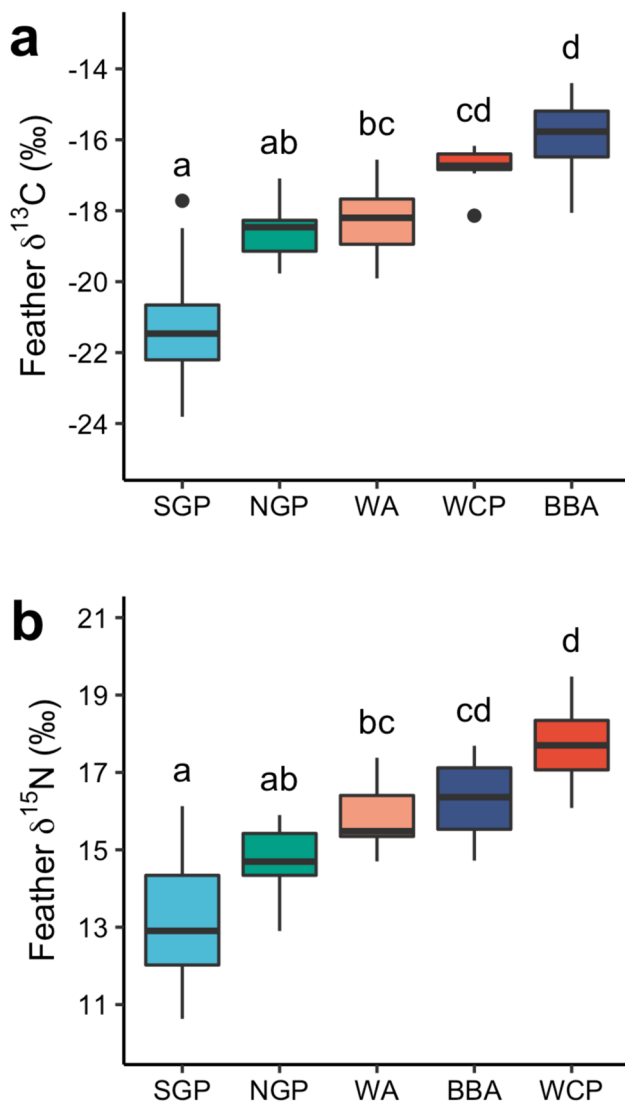 a
Feather δ¹³C (‰)
-14
-16
-18
-20
-22
-24
a
ab
bc
cd
d
SGP NGP WA WCP BBA
b
Feather δ¹⁵N (‰)
21
19
17
15
13
11
a
ab
bc
cd
d
SGP NGP WA BBA WCP